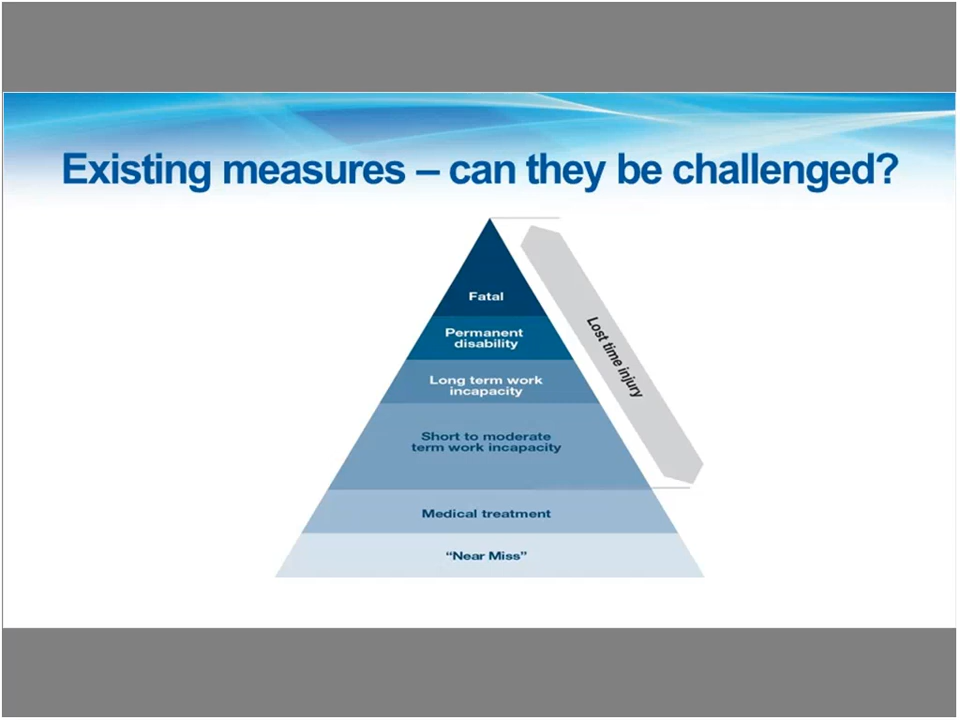 Existing measures – can they be challenged?
Fatal
Permanent
disability
Long term work
incapacity
Short to moderate
term work incapacity
Medical treatment
“Near Miss”
Lost time injury